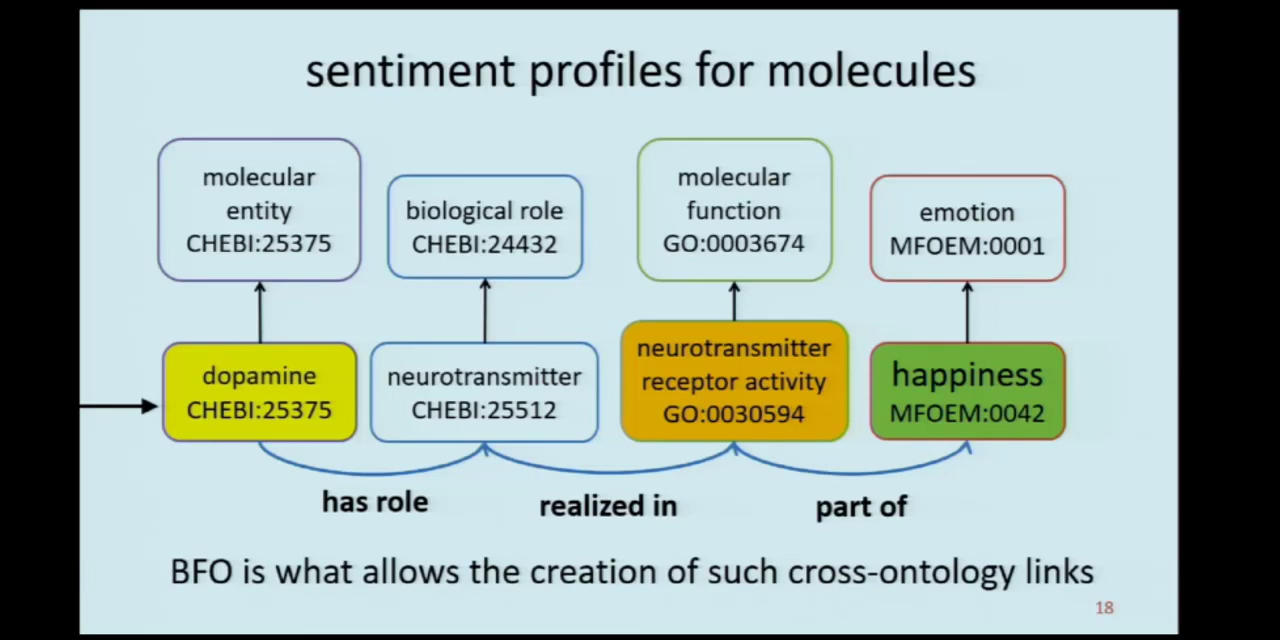 sentiment profiles for molecules
molecular
entity
CHEBI:25375
biological role
CHEBI:24432
molecular
function
GO:0003674
emotion
MFOEM:0001
dopamine
CHEBI:25375
neurotransmitter
CHEBI:25512
neurotransmitter
receptor activity
GO:0030594
happiness
MFOEM:0042
has role
realized in
part of
BFO is what allows the creation of such cross-ontology links
18